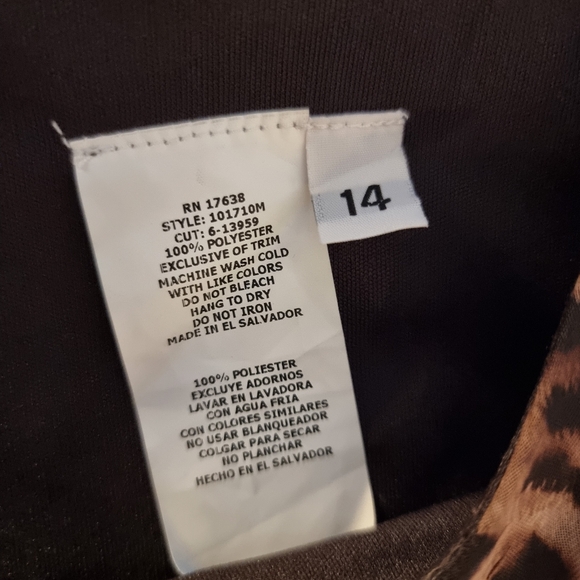 RN 17638
STYLE: 101710M
CUT: 6-13959
100% POLYESTER
EXCLUSIVE OF TRIM
MACHINE WASH COLD
WITH LIKE COLORS
DO NOT BLEACH
HANG TO DRY
DO NOT IRON
MADE IN EL SALVADOR
100% POLIESTER
EXCLUYE ADORNOS
LAVAR EN LAVADORA
CON AGUA FRIA
CON COLORES SIMILARES
NO USAR BLANQUEADOR
COLGAR PARA SECAR
NO PLANCHAR
HECHO EN EL SALVADOR
14